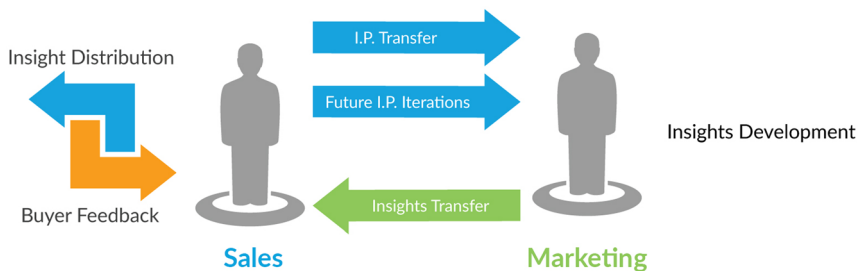 I.P. Transfer
Insight Distribution
Future I.P. Iterations
Insights Development
Insights Transfer
Buyer Feedback
Sales
Marketing